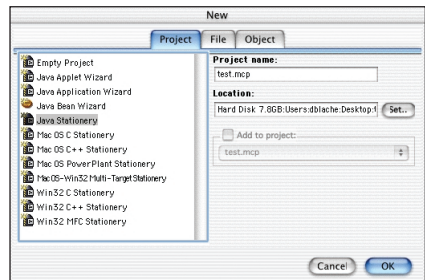 New
Project File Object
Empty Project
Java Applet Wizard
Java Application Wizard
Java Bean Wizard
Java Stationery
Mac OS C Stationery
Mac OS C++ Stationery
Mac OS PowerPlant Stationery
MacOS-Win32 Multi-Target Stationery
Win32 C Stationery
Win32 C++ Stationery
Win32 MFC Stationery
Project name:
test.mcp
Location:
Hard Disk 7.8GB:Users:dblache:Desktop:
Set..
Add to project:
test.mcp
Cancel OK